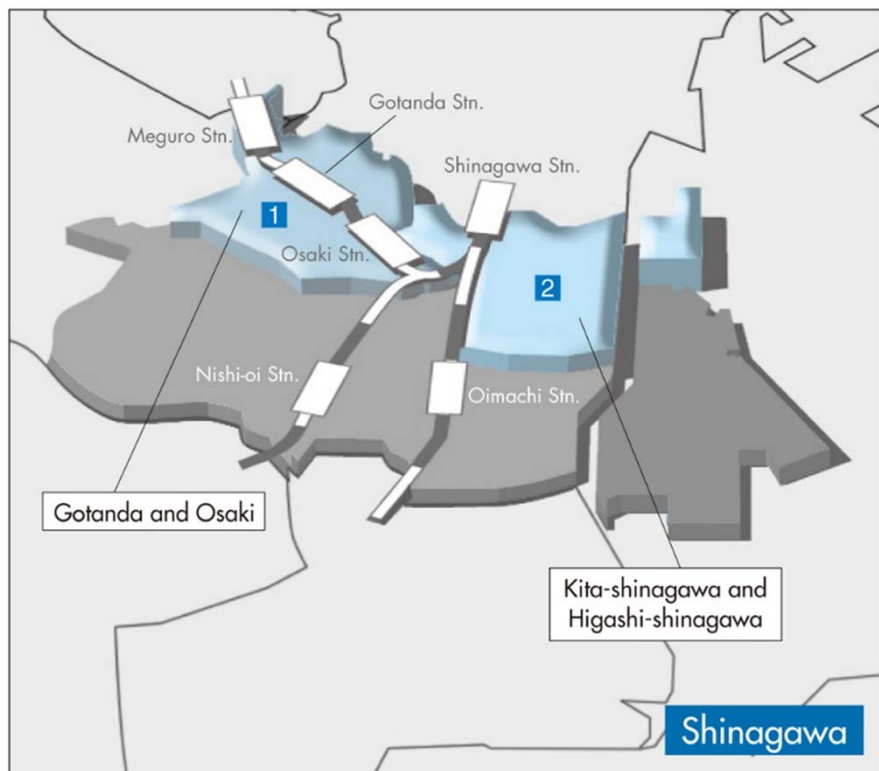 Gotanda Stn.
Meguro Stn.
Shinagawa Stn.
1
Osaki Stn.
2
Nishi-oi Stn.
Oimachi Stn.
Gotanda and Osaki
Kita-shinagawa and
Higashi-shinagawa
Shinagawa